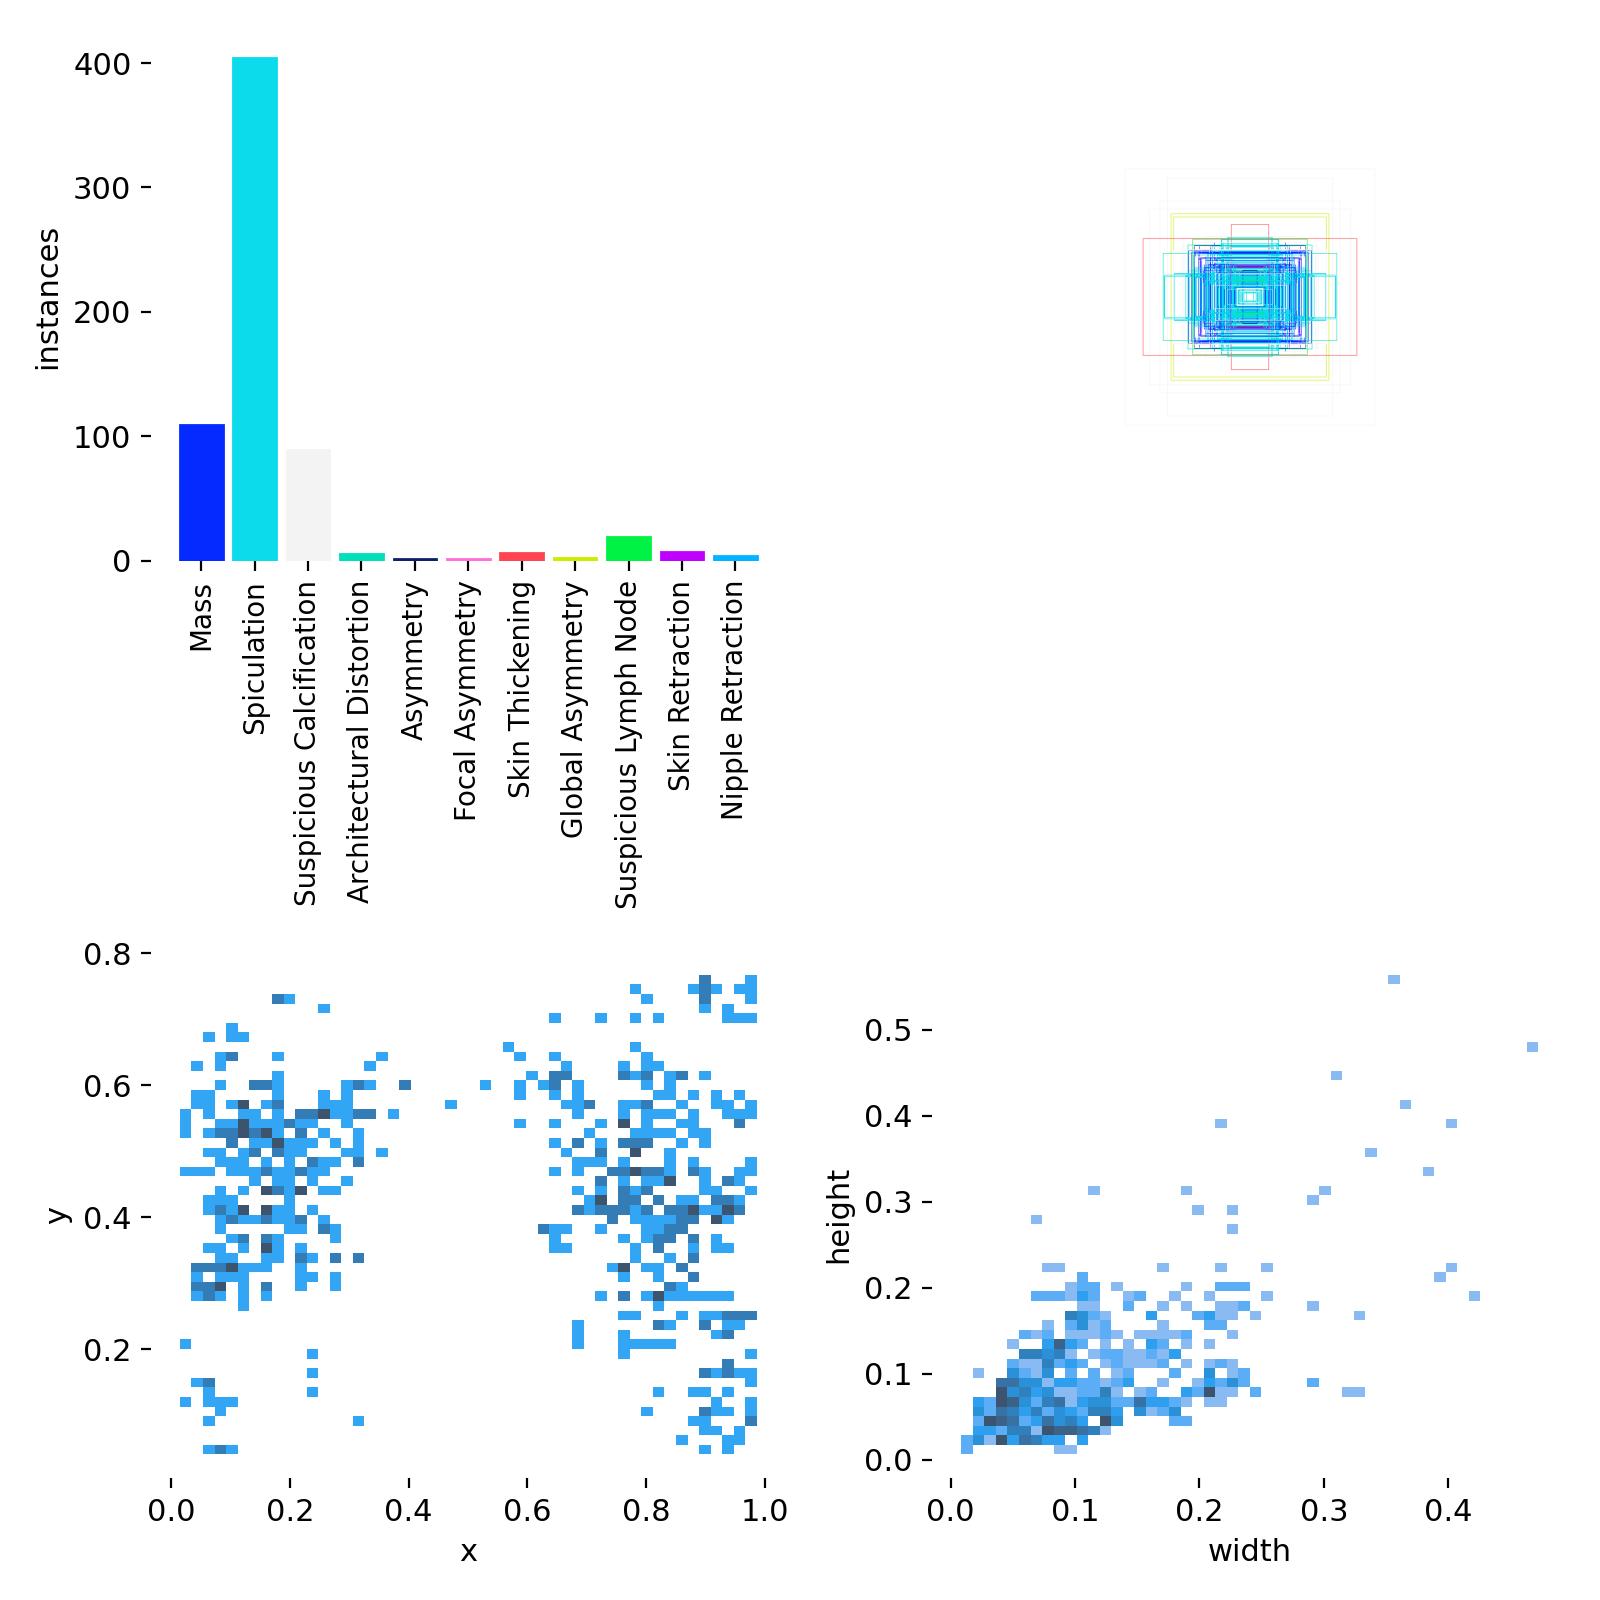 400
300
200
100
0
instances
Mass
Spiculation
Suspicious Calcification
Architectural Distortion
Asymmetry
Focal Asymmetry
Skin Thickening
Global Asymmetry
Suspicious Lymph Node
Skin Retraction
Nipple Retraction
0.8
0.6
0.4
0.2
y
0.0 0.2 0.4 0.6 0.8 1.0
x
0.5
0.4
0.3
0.2
0.1
0.0
height
0.0 0.1 0.2 0.3 0.4
width